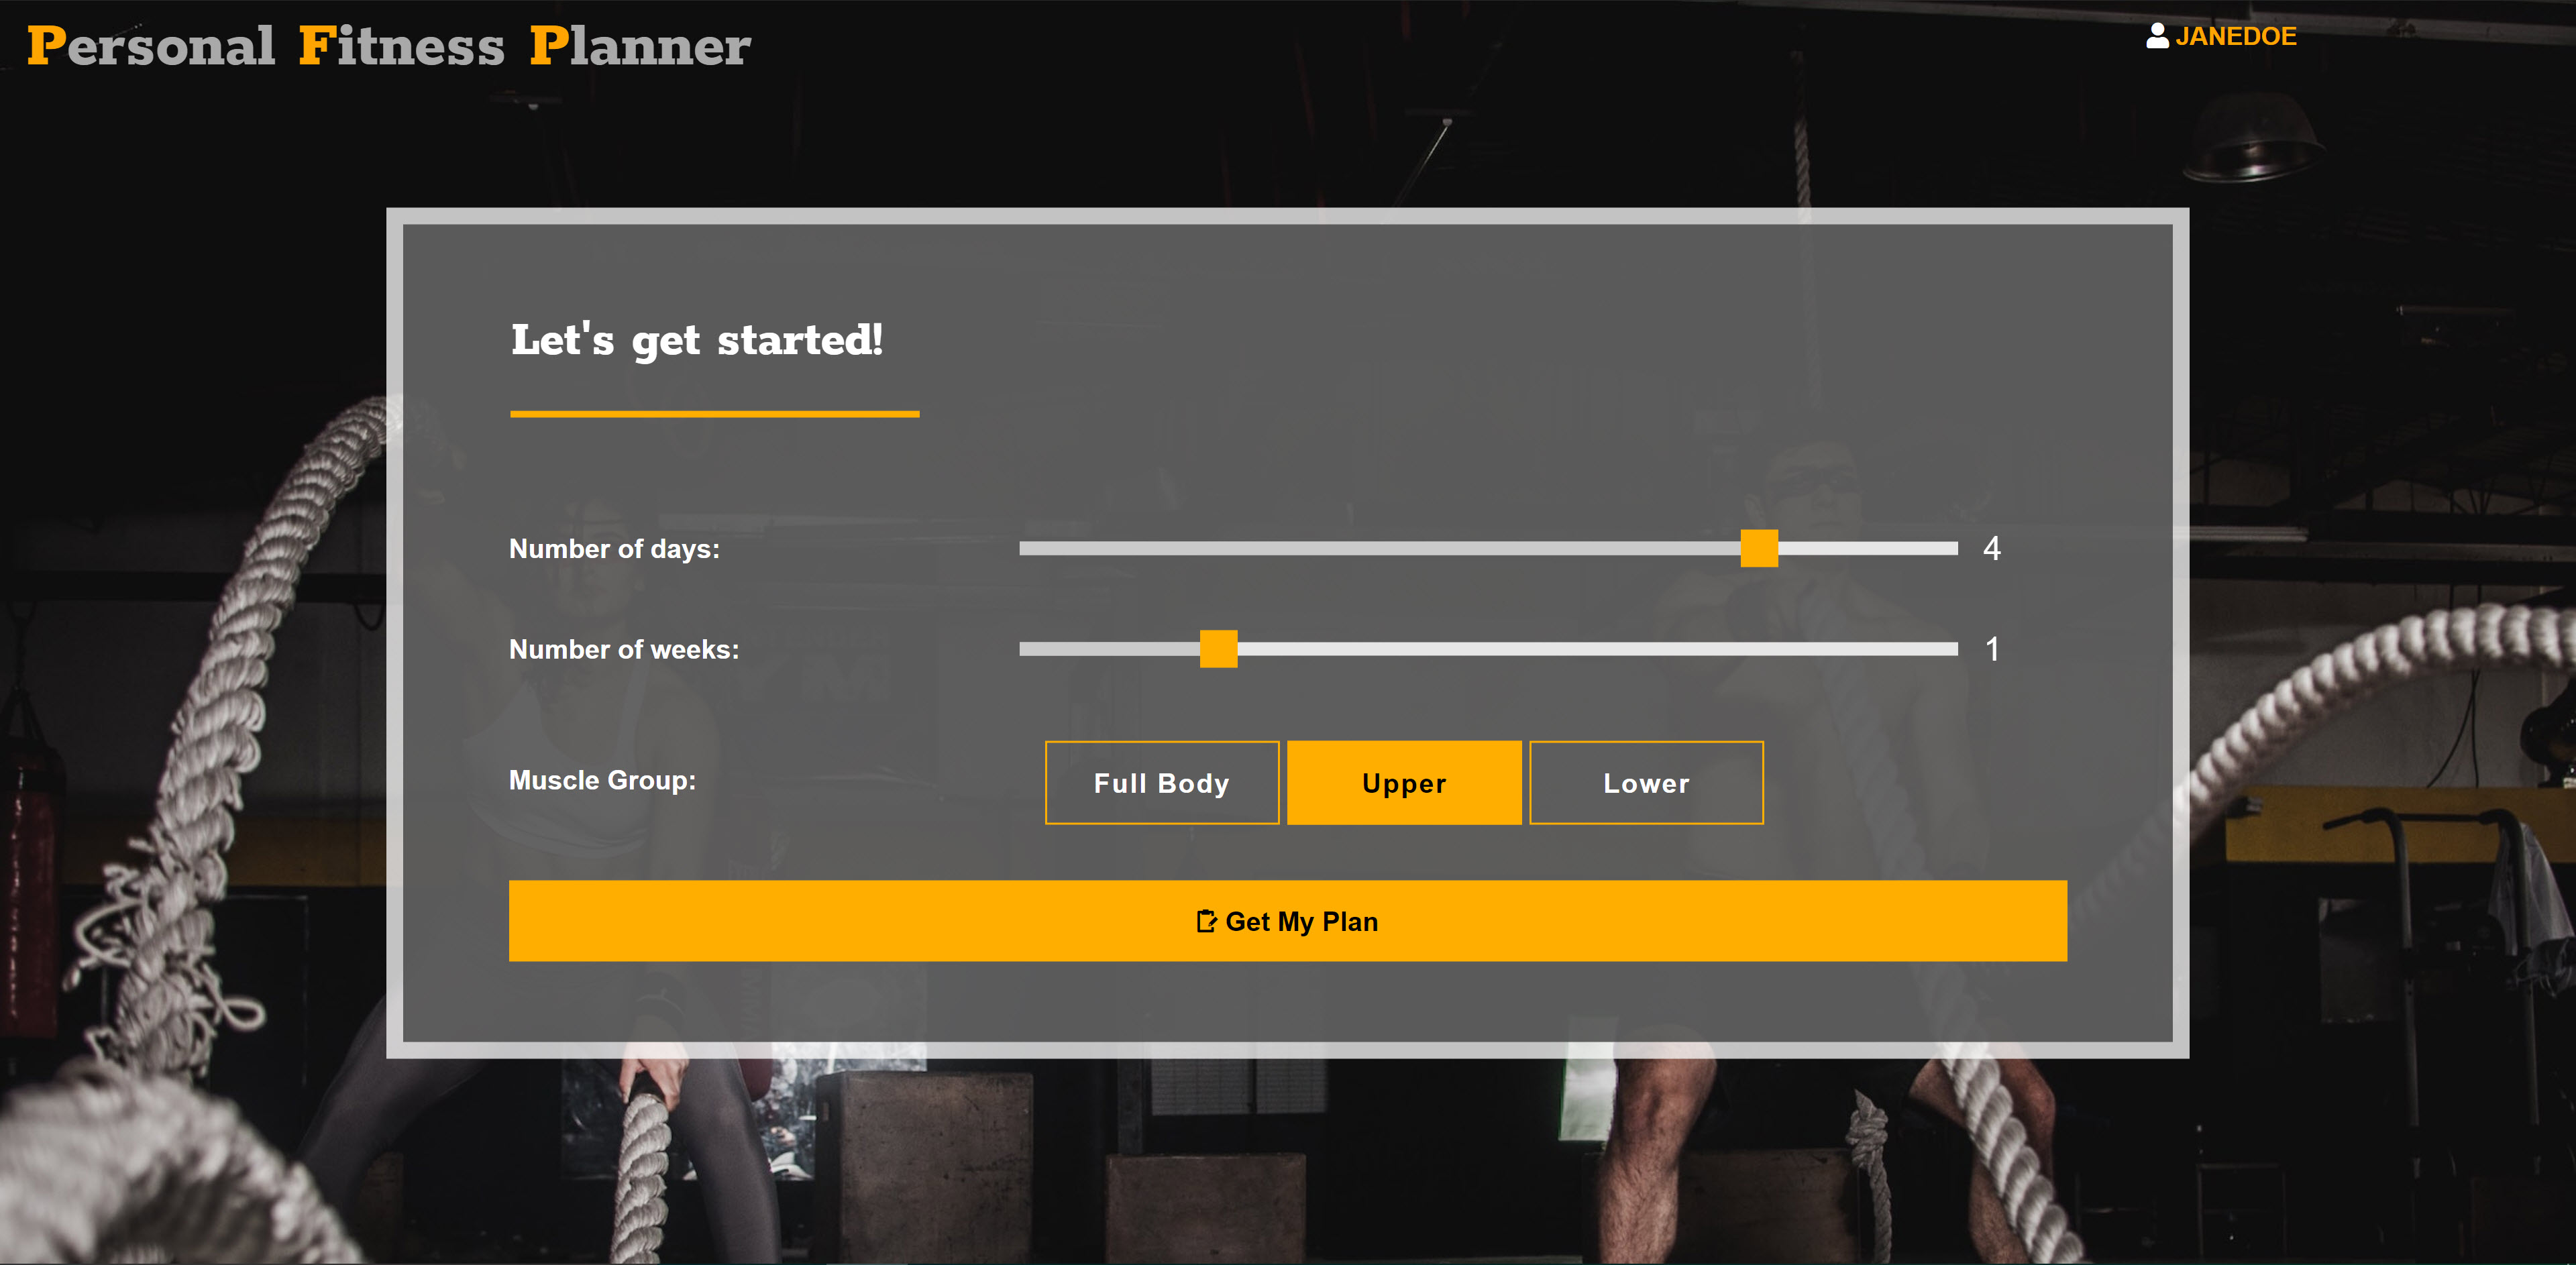 Personal Fitness Planner
JANEDOE
Let's get started!
Number of days: 4
Number of weeks: 1
Muscle Group: Full Body Upper Lower
Get My Plan